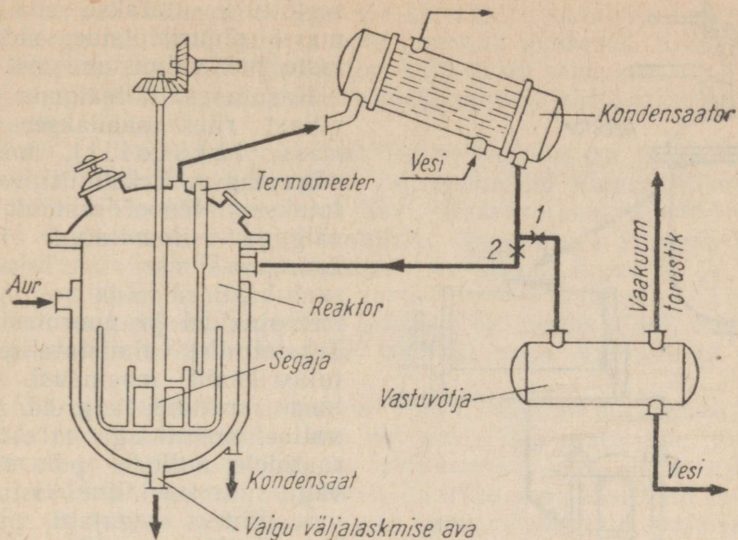 Kondensaator
Vesi
Termomeeter
1
2
Aur
Reaktor
Vaakuum
torustik
Segaja
Vastuvõtja
Kondensaat
Vesi
Vaigu väljalaskmise ava